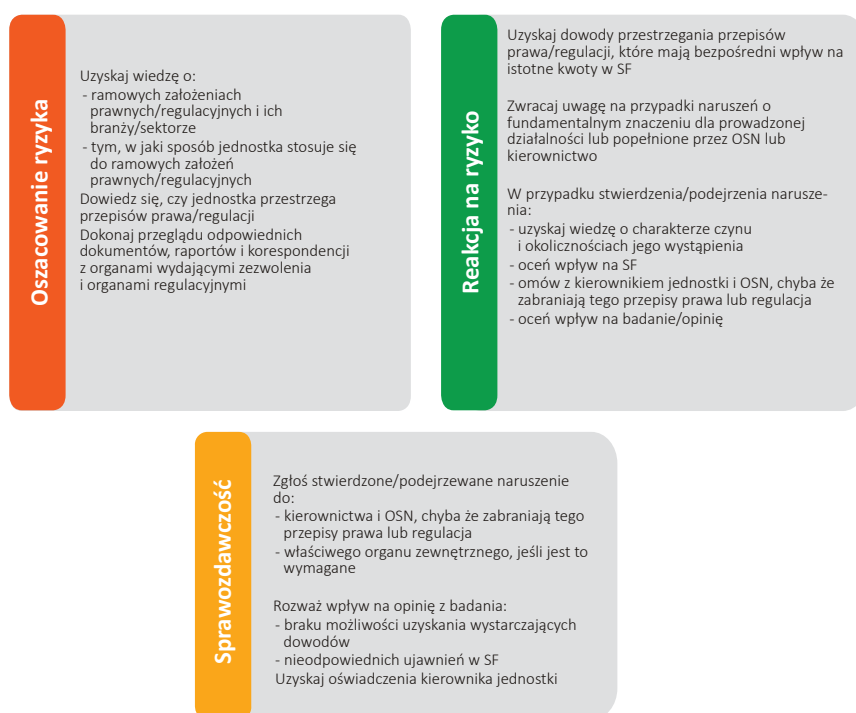 Oszacowanie ryzyka
Uzyskaj wiedzę o:
- ramowych założeniach
prawnych/regulacyjnych i ich
branży/sektorze
- tym, w jaki sposób jednostka stosuje się
do ramowych założeń
prawnych/regulacyjnych
Dowiedz się, czy jednostka przestrzega
przepisów prawa/regulacji
Dokonaj przeglądu odpowiednich
dokumentów, raportów i korespondencji
z organami wydającymi zezwolenia
i organami regulacyjnymi
Reakcja na ryzyko
Uzyskaj dowody przestrzegania przepisów
prawa/regulacji, które mają bezpośredni wpływ na
istotne kwoty w SF
Zwracaj uwagę na przypadki naruszeń o
fundamentalnym znaczeniu dla prowadzonej
działalności lub popełnione przez OSN lub
kierownictwo
W przypadku stwierdzenia/podejrzenia narusze-
nia:
- uzyskaj wiedzę o charakterze czynu
i okolicznościach jego wystąpienia
- oceń wpływ na SF
- omów z kierownikiem jednostki i OSN, chyba że
zabraniają tego przepisy prawa lub regulacja
- oceń wpływ na badanie/opinię
Sprawozdawczość
Zgłoś stwierdzone/podejrzewane naruszenie
do:
- kierownictwa i OSN, chyba że zabraniają tego
przepisy prawa lub regulacja
- właściwego organu zewnętrznego, jeśli jest to
wymagane
Rozważ wpływ na opinię z badania:
- braku możliwości uzyskania wystarczających
dowodów
- nieodpowiednich ujawnień w SF
Uzyskaj oświadczenia kierownika jednostki